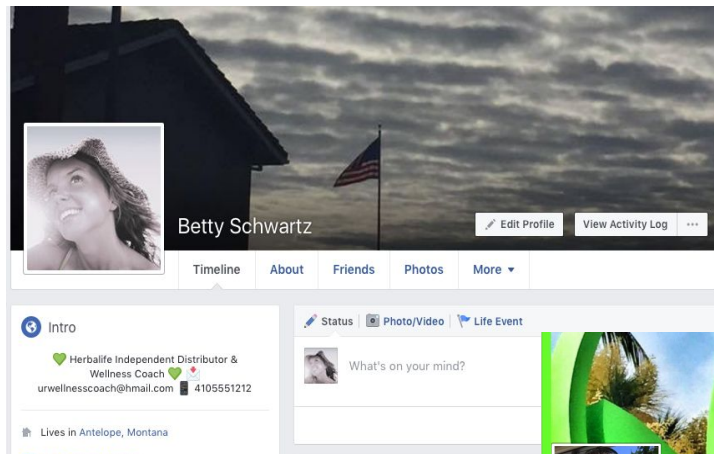 Betty Schwartz
Edit Profile
View Activity Log
Timeline
About
Friends
Photos
More
Intro
💚 Herbalife Independent Distributor &
Wellness Coach 💚 📩
urwellnesscoach@hmail.com 📱 4105551212
Lives in Antelope, Montana
Status
Photo/Video
Life Event
What's on your mind?